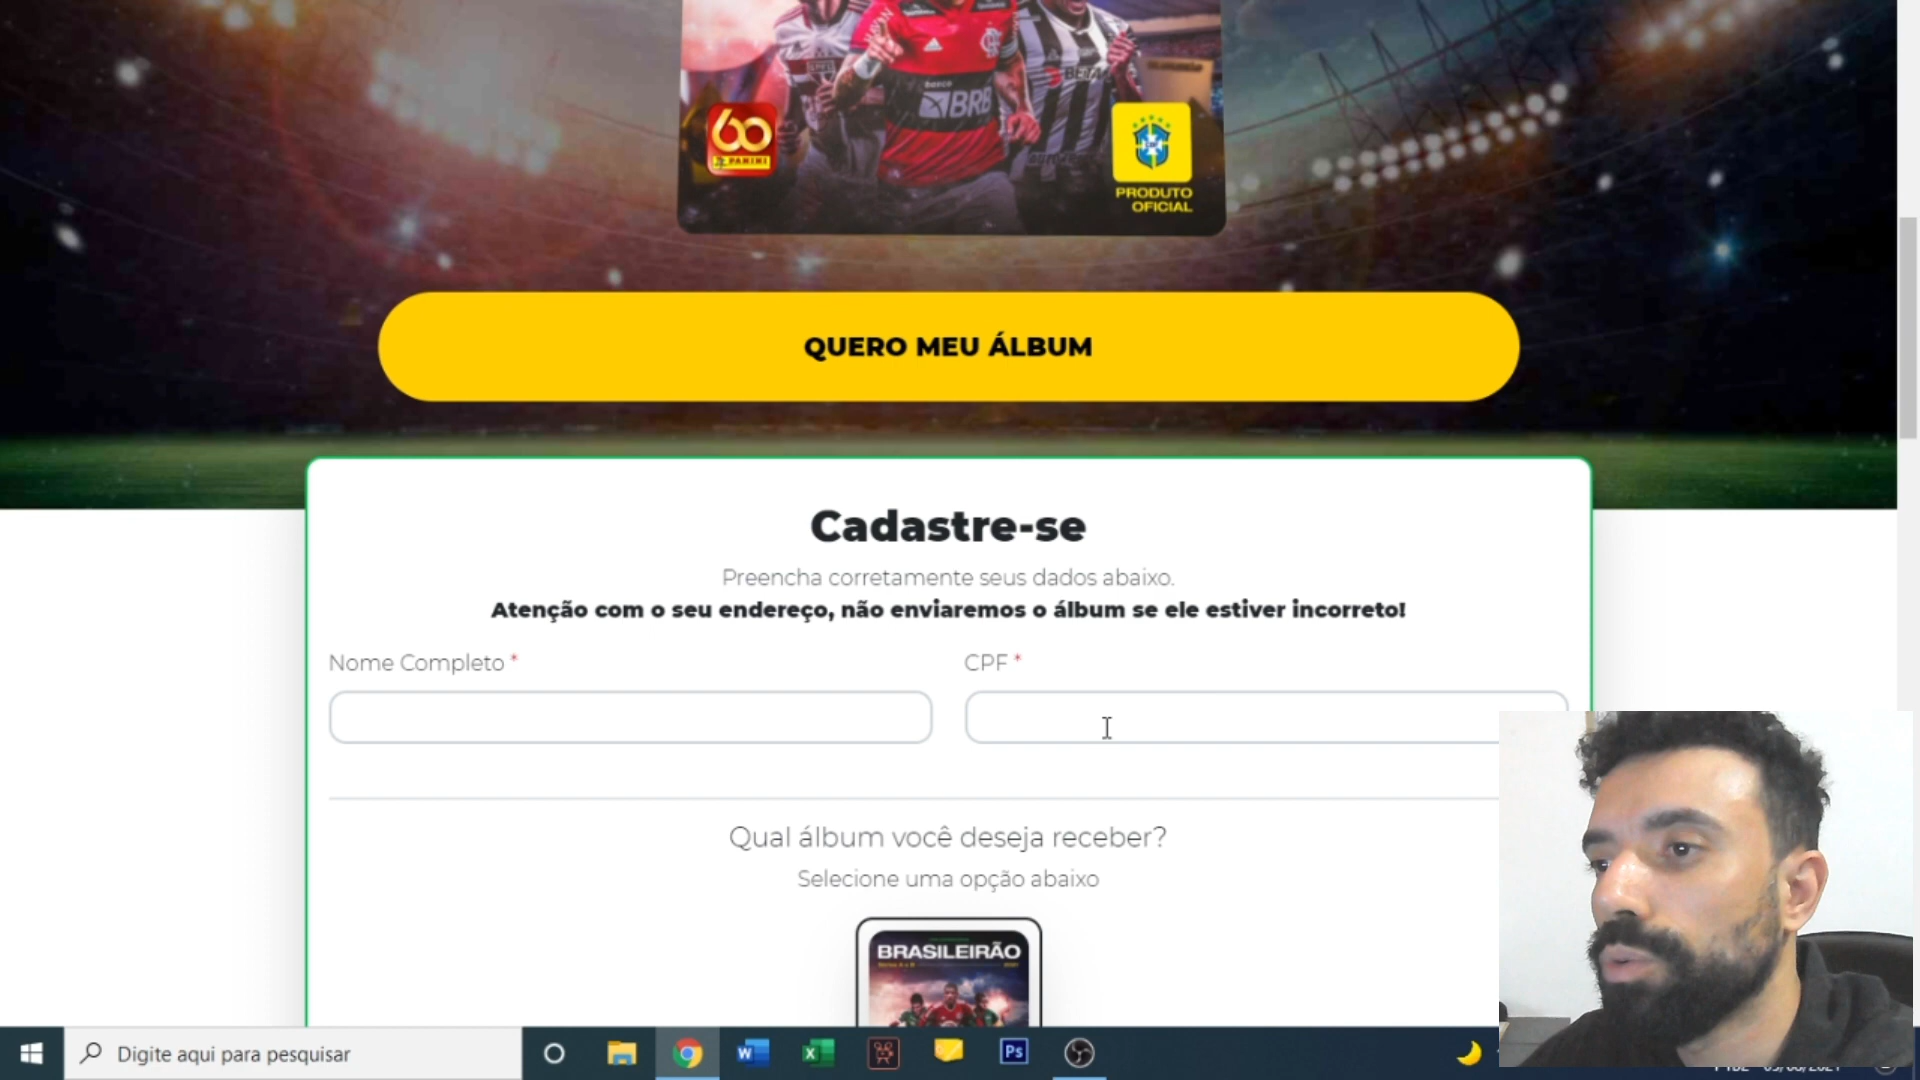 BRB
BETA
60
PANINI
PRODUTO
OFICIAL
QUERO MEU ÁLBUM
Cadastre-se
Preencha corretamente seus dados abaixo.
Atenção com o seu endereço, não enviaremos o álbum se ele estiver incorreto!
Nome Completo *
CPF *
Qual álbum você deseja receber?
Selecione uma opção abaixo
BRASILEIRÃO
Digite aqui para pesquisar
Ps